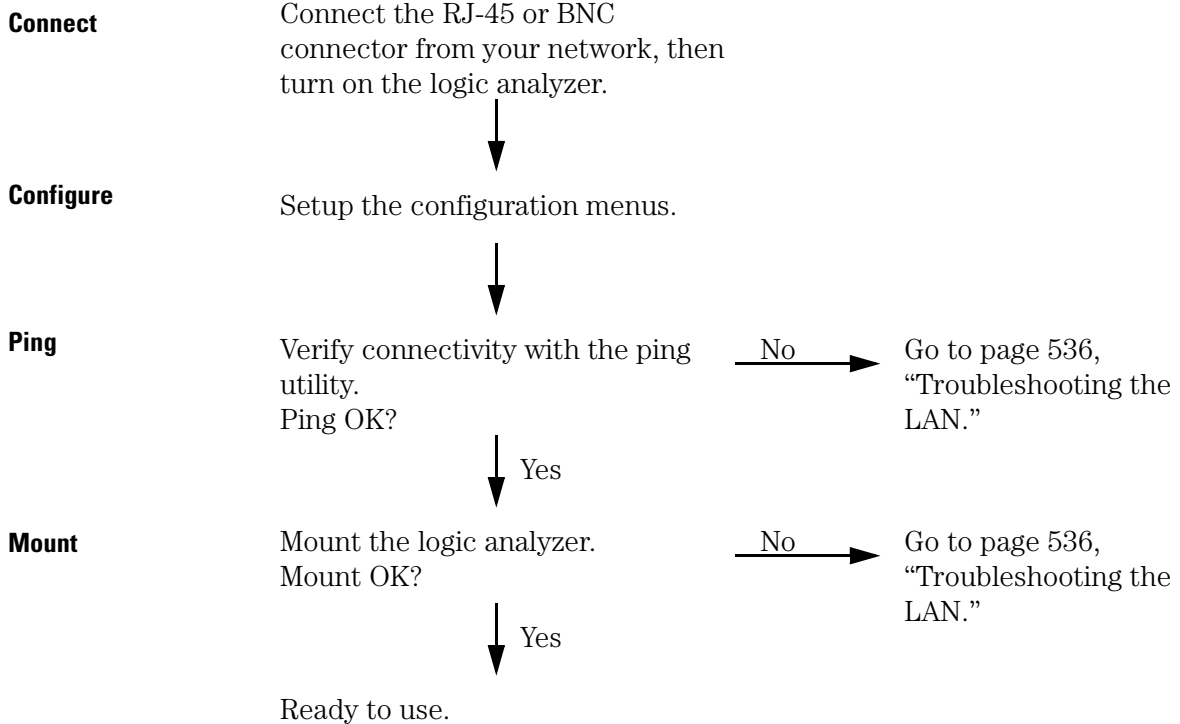 Connect
Connect the RJ-45 or BNC
connector from your network, then
turn on the logic analyzer.
Configure
Setup the configuration menus.
Ping
Verify connectivity with the ping
utility.
Ping OK?
No
Go to page 536,
“Troubleshooting the
LAN.”
Yes
Mount
Mount the logic analyzer.
Mount OK?
No
Go to page 536,
“Troubleshooting the
LAN.”
Yes
Ready to use.